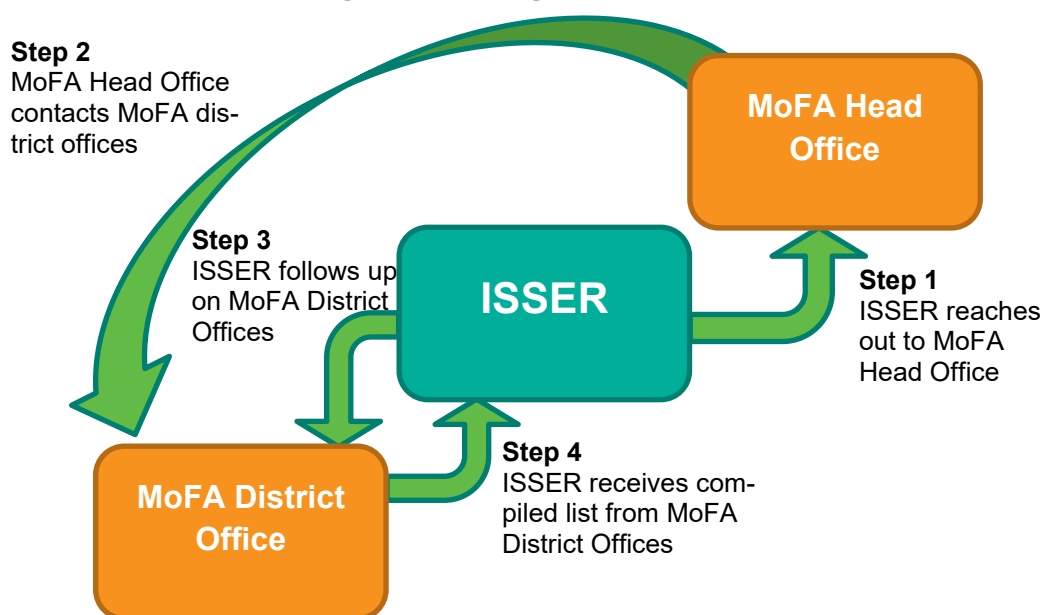 Step 2
MoFA Head Office
contacts MoFA dis-
trict offices
MoFA Head
Office
Step 3
ISSER follows up
on MoFA District
Offices
ISSER
Step 1
ISSER reaches
out to MoFA
Head Office
MoFA District
Office
Step 4
ISSER receives com-
piled list from MoFA
District Offices